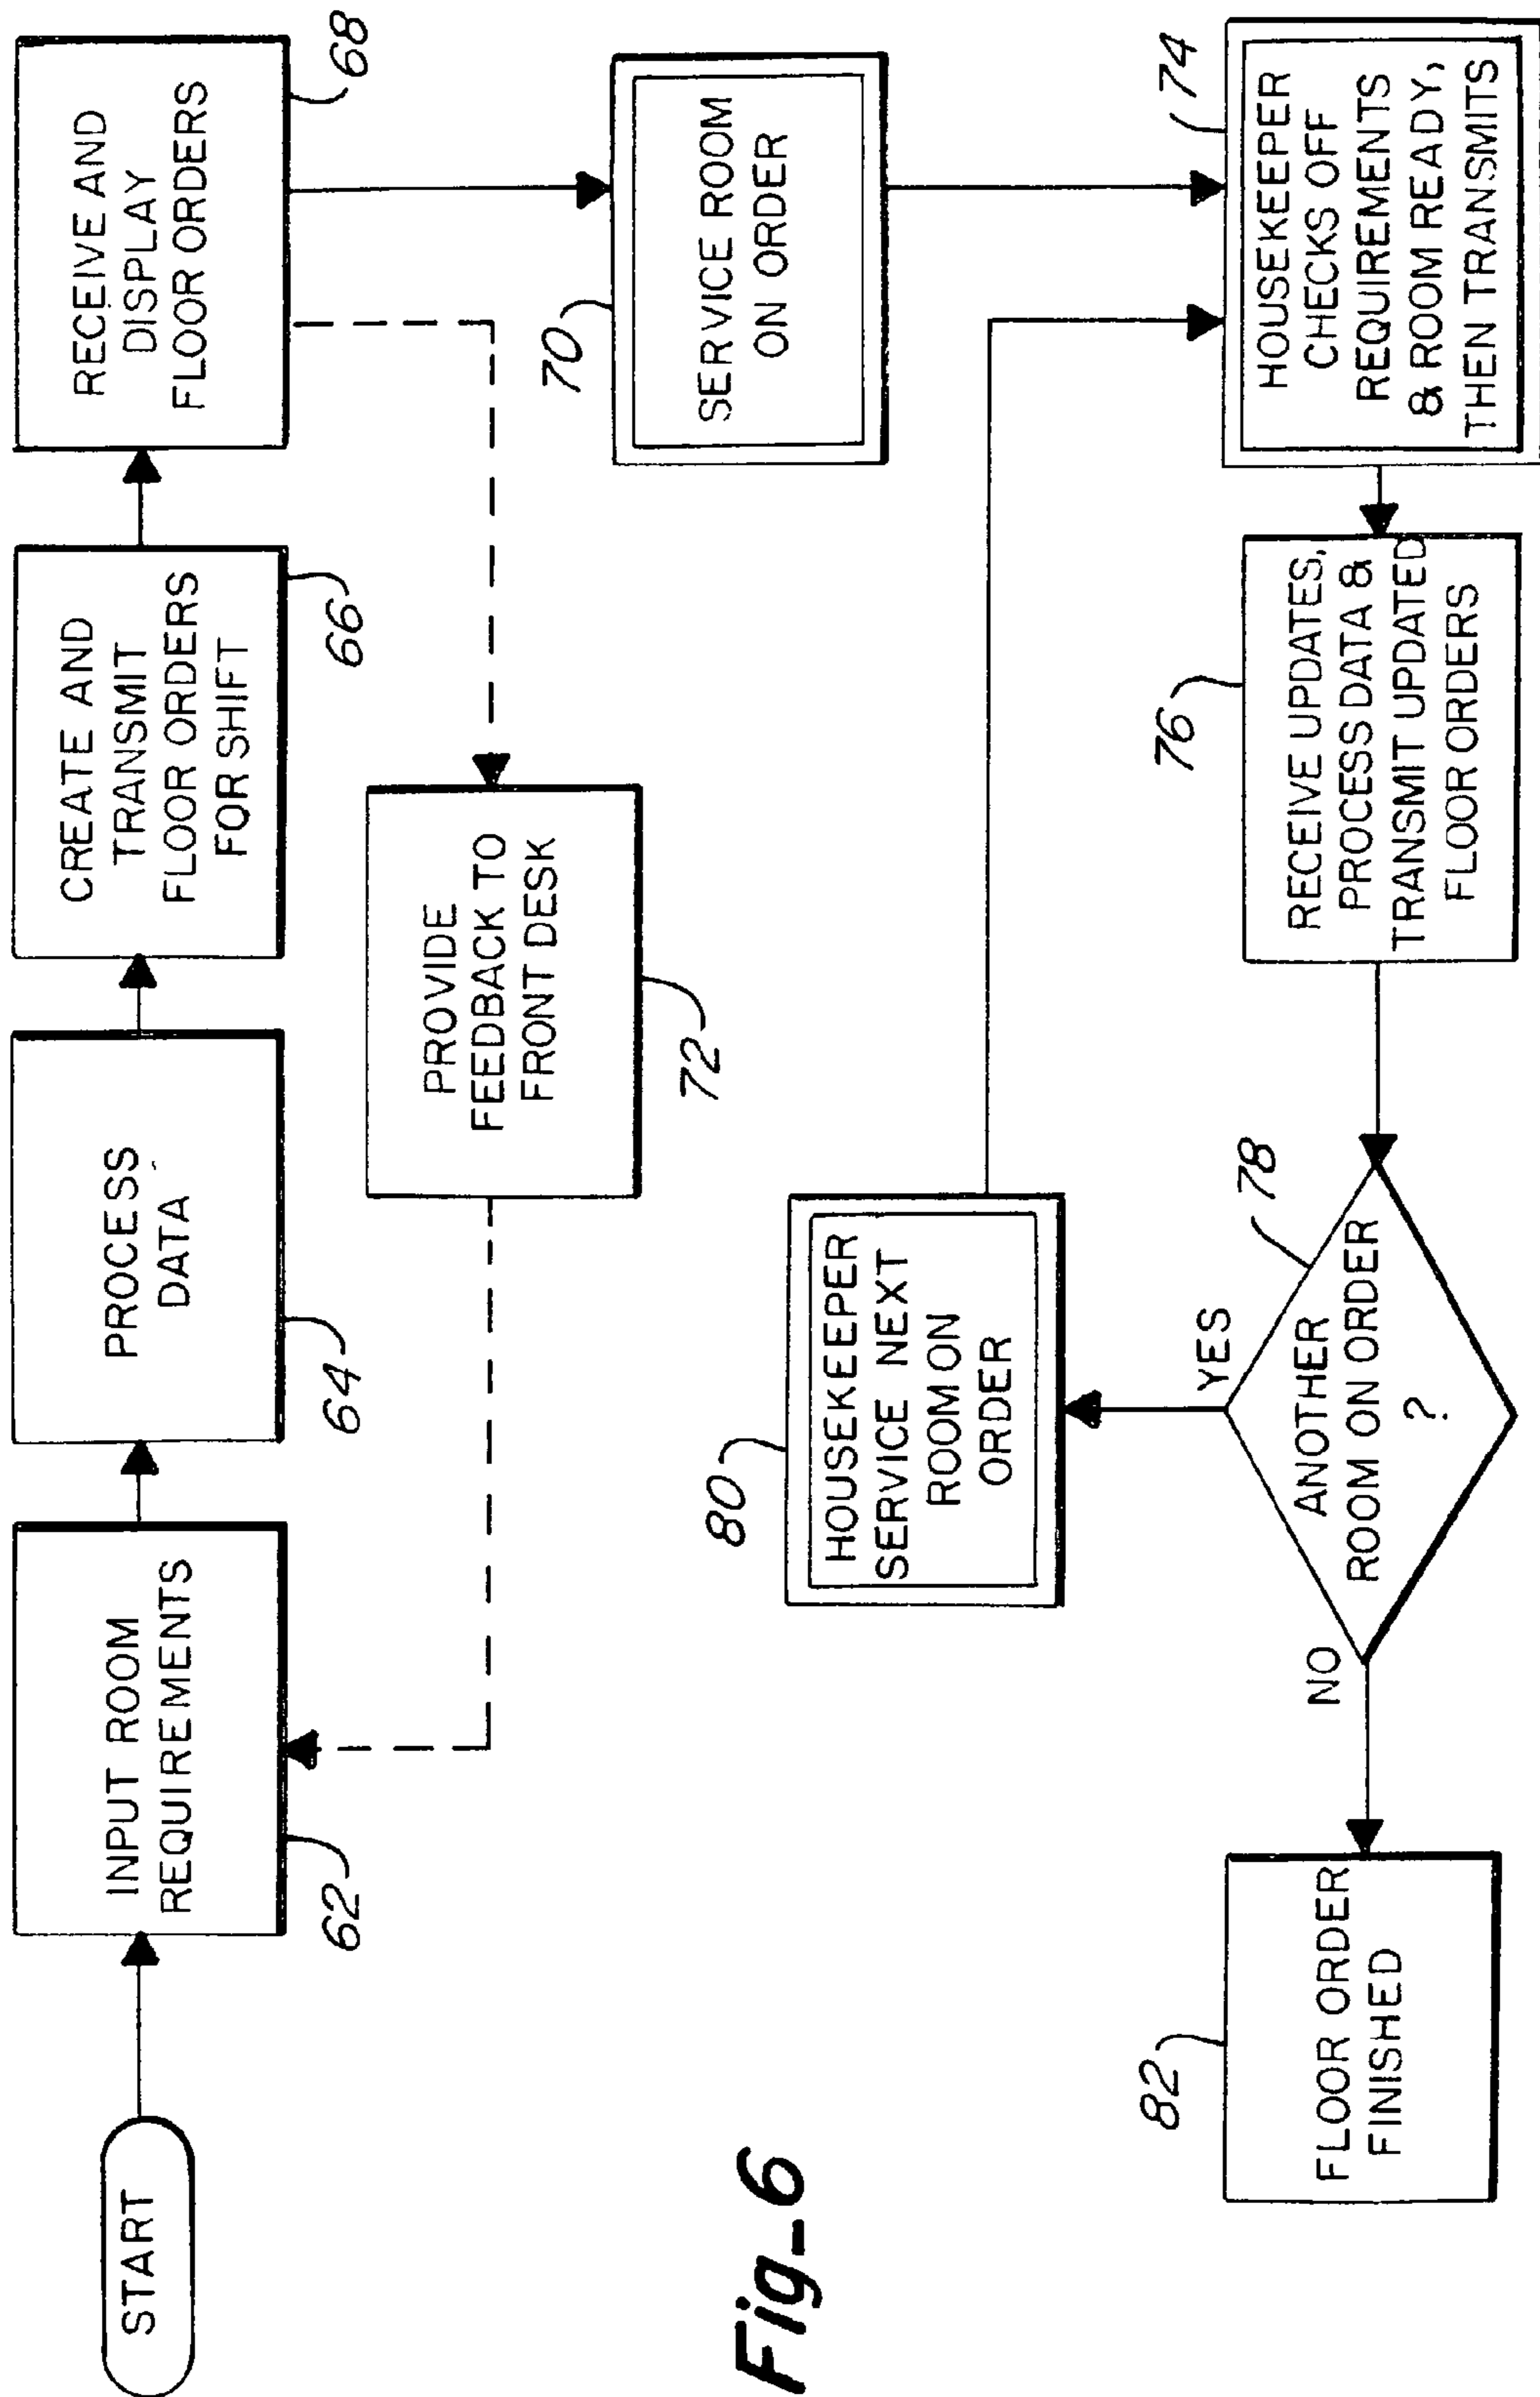 START
INPUT ROOM
REQUIREMENTS
62
PROCESS
DATA
64
CREATE AND
TRANSMIT
FLOOR ORDERS
FOR SHIFT
66
RECEIVE AND
DISPLAY
FLOOR ORDERS
68
PROVIDE
FEEDBACK TO
FRONT DESK
72
70
SERVICE ROOM
ON ORDER
74
HOUSEKEEPER
CHECKS OFF
REQUIREMENTS
& ROOM READY,
THEN TRANSMITS
76
RECEIVE UPDATES,
PROCESS DATA &
TRANSMIT UPDATED
FLOOR ORDERS
78
ANOTHER
ROOM ON ORDER
?
YES
NO
80
HOUSEKEEPER
SERVICE NEXT
ROOM ON
ORDER
82
FLOOR ORDER
FINISHED
Fig_6